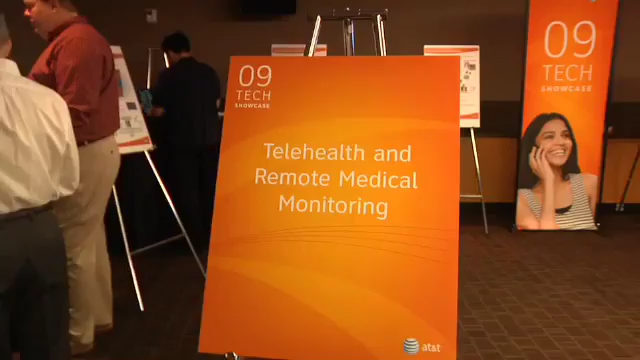 09
TECH
SHOWCASE
Telehealth and
Remote Medical
Monitoring
at&t
09
TECH
SHOWCASE